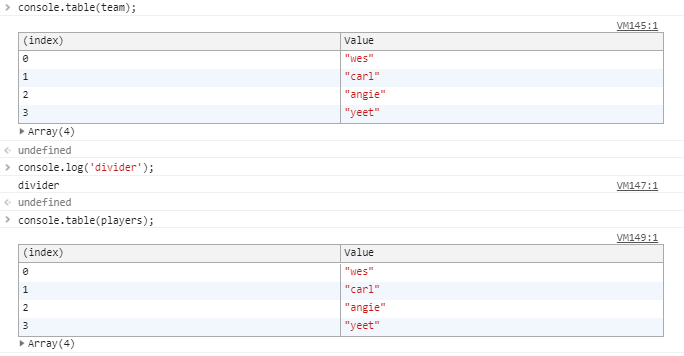 console.table(team);
VM145:1
(index) Value
0 "wes"
1 "carl"
2 "angie"
3 "yeet"
Array(4)
undefined
console.log('divider');
divider VM147:1
undefined
console.table(players);
VM149:1
(index) Value
0 "wes"
1 "carl"
2 "angie"
3 "yeet"
Array(4)